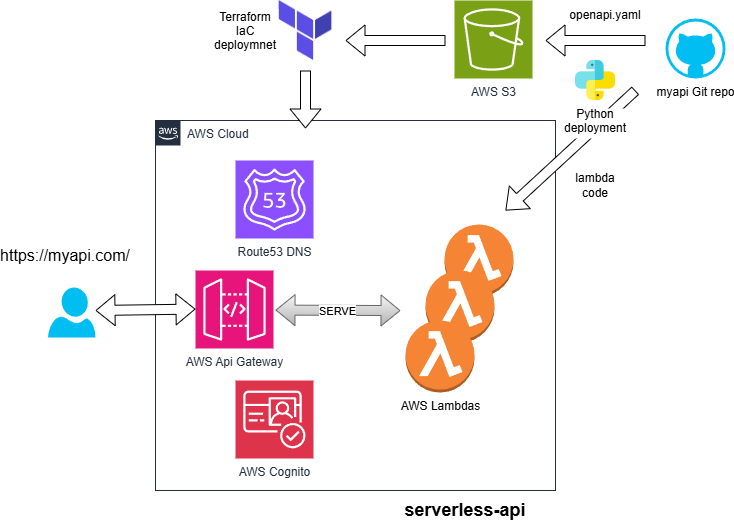 Terraform
IaC
deploymnet
openapi.yaml
AWS S3
myapi Git repo
Python
deployment
lambda
code
aws
AWS Cloud
53
Route53 DNS
https://myapi.com/
</>
SERVE
AWS Api Gateway
λ
λ
λ
AWS Lambdas
AWS Cognito
serverless-api